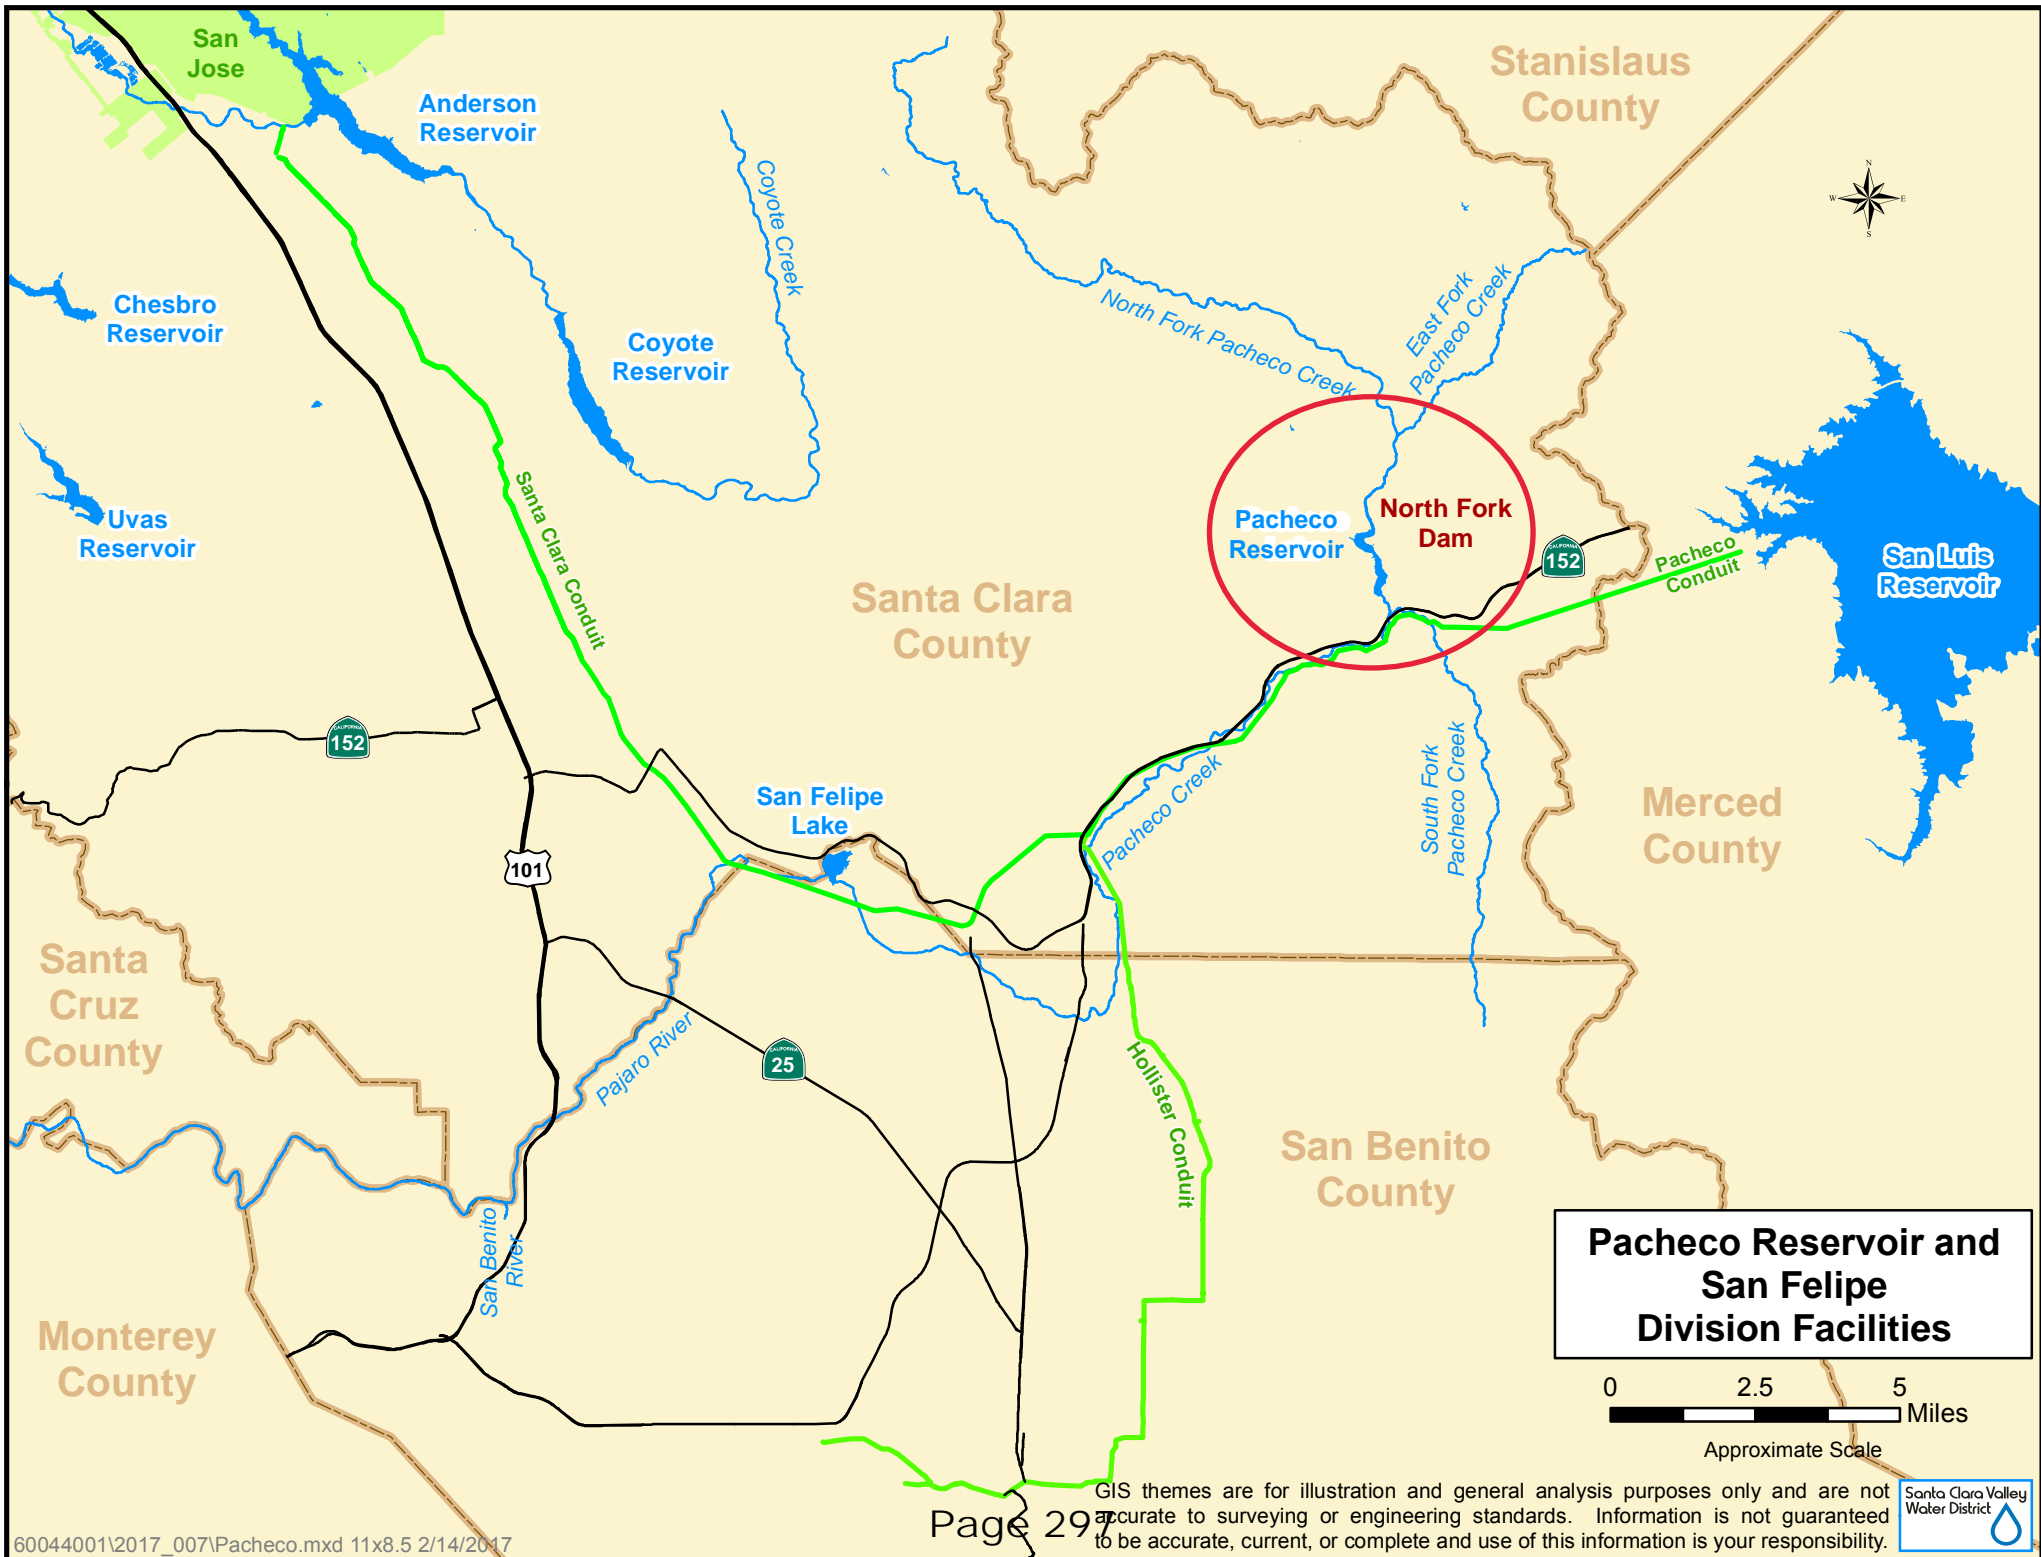 San
Jose
Anderson
Reservoir
Stanislaus
County
N
W
E
S
Coyote Creek
Chesbro
Reservoir
Coyote
Reservoir
North Fork Pacheco Creek
East Fork
Pacheco Creek
Uvas
Reservoir
Santa Clara Conduit
Pacheco
Reservoir
North Fork
Dam
CALIFORNIA
152
Pacheco
Conduit
San Luis
Reservoir
Santa Clara
County
CALIFORNIA
152
San Felipe
Lake
Pacheco Creek
South Fork
Pacheco Creek
Merced
County
101
Santa
Cruz
County
Pajaro River
CALIFORNIA
25
Hollister Conduit
San Benito
County
San Benito
River
Monterey
County
Pacheco Reservoir and
San Felipe
Division Facilities
0 2.5 5
Miles
Approximate Scale
GIS themes are for illustration and general analysis purposes only and are not
accurate to surveying or engineering standards. Information is not guaranteed
to be accurate, current, or complete and use of this information is your responsibility.
Santa Clara Valley
Water District
Page 297
60044001\2017_007\Pacheco.mxd 11x8.5 2/14/2017